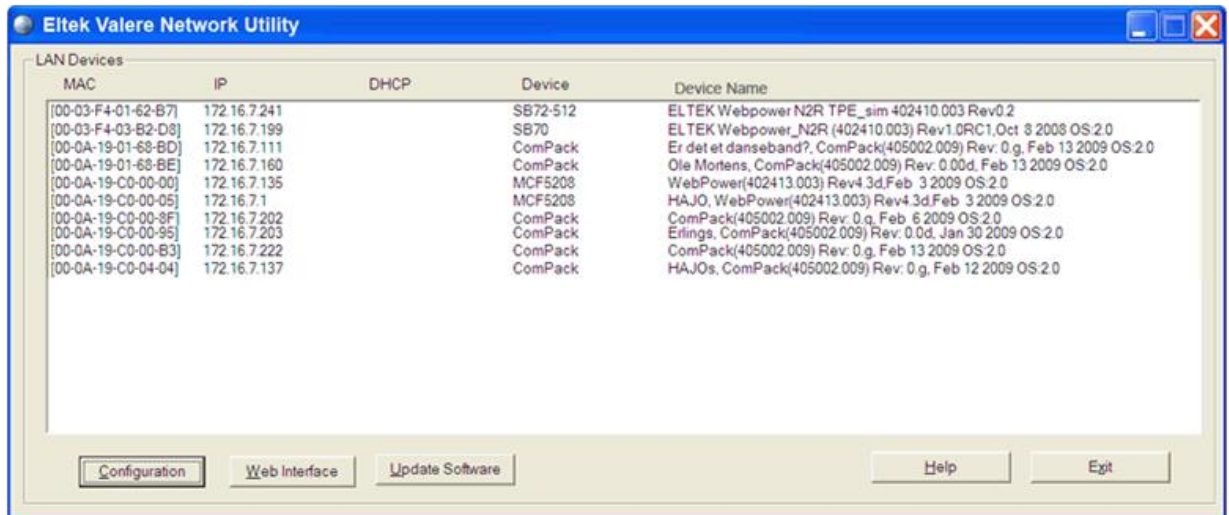 Eltek Valere Network Utility
LAN Devices
MAC IP DHCP Device Device Name
[00-03-F4-01-62-B7] 172.16.7.241 SB72-512 ELTEK Webpower N2R TPE_sim 402410.003 Rev0.2
[00-03-F4-03-B2-D8] 172.16.7.199 SB70 ELTEK Webpower_N2R (402410.003) Rev1.0RC1,Oct 8 2008 OS:2.0
[00-0A-19-01-68-BD] 172.16.7.111 ComPack Er det et danseband?, ComPack(405002.009) Rev: 0.g, Feb 13 2009 OS:2.0
[00-0A-19-01-68-BE] 172.16.7.160 ComPack Ole Mortens, ComPack(405002.009) Rev: 0.00d, Feb 13 2009 OS:2.0
[00-0A-19-C0-00-00] 172.16.7.135 MCF5208 WebPower(402413.003) Rev4.3d,Feb 3 2009 OS:2.0
[00-0A-19-C0-00-05] 172.16.7.1 MCF5208 HAJO, WebPower(402413.003) Rev4.3d,Feb 3 2009 OS:2.0
[00-0A-19-C0-00-8F] 172.16.7.202 ComPack ComPack(405002.009) Rev: 0.g, Feb 6 2009 OS:2.0
[00-0A-19-C0-00-95] 172.16.7.203 ComPack Erlings, ComPack(405002.009) Rev: 0.0d, Jan 30 2009 OS:2.0
[00-0A-19-C0-00-B3] 172.16.7.222 ComPack ComPack(405002.009) Rev: 0.g, Feb 13 2009 OS:2.0
[00-0A-19-C0-04-04] 172.16.7.137 ComPack HAJOs, ComPack(405002.009) Rev: 0.g, Feb 12 2009 OS:2.0
Configuration Web Interface Update Software Help Exit